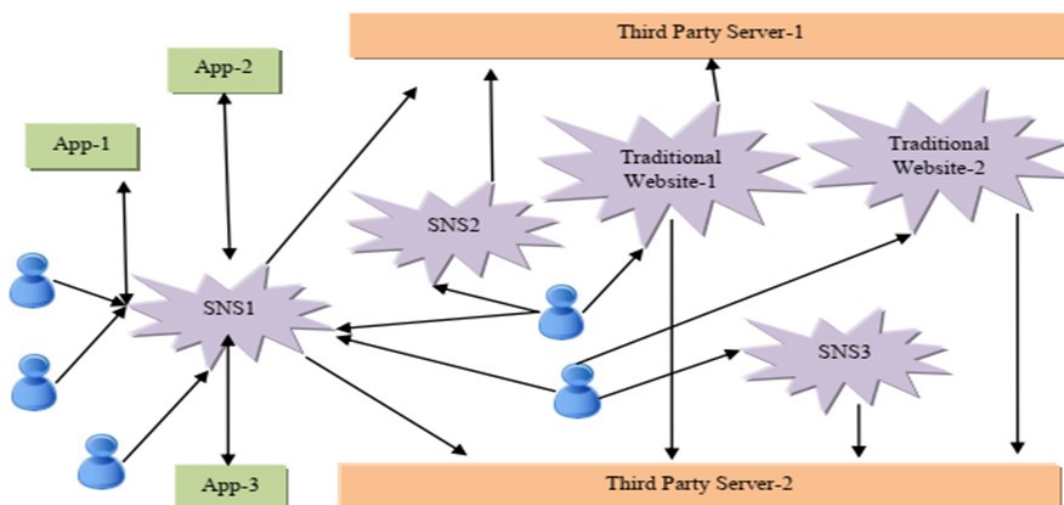 Third Party Server-1
App-2
App-1
Traditional
Website-1
Traditional
Website-2
SNS2
SNS1
SNS3
App-3
Third Party Server-2